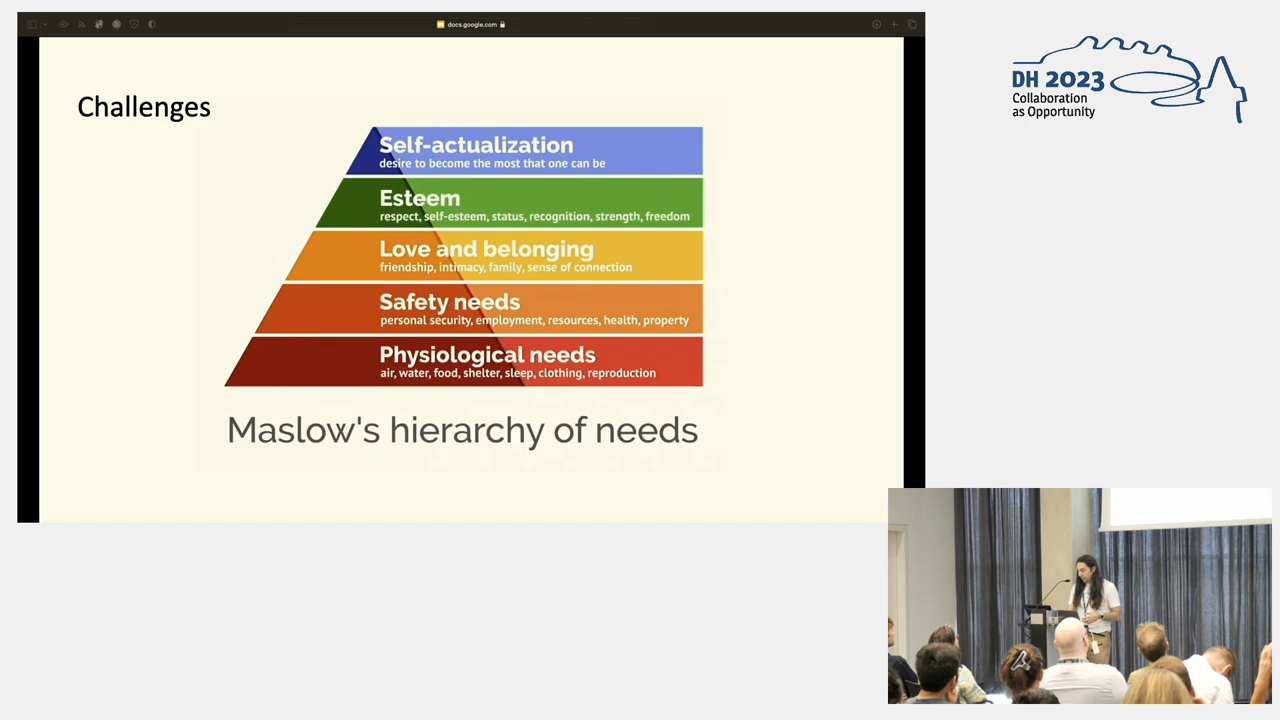 docs.google.com
Challenges
Self-actualization
desire to become the most that one can be
Esteem
respect, self-esteem, status, recognition, strength, freedom
Love and belonging
friendship, intimacy, family, sense of connection
Safety needs
personal security, employment, resources, health, property
Physiological needs
air, water, food, shelter, sleep, clothing, reproduction
Maslow's hierarchy of needs
DH 2023
Collaboration
as Opportunity